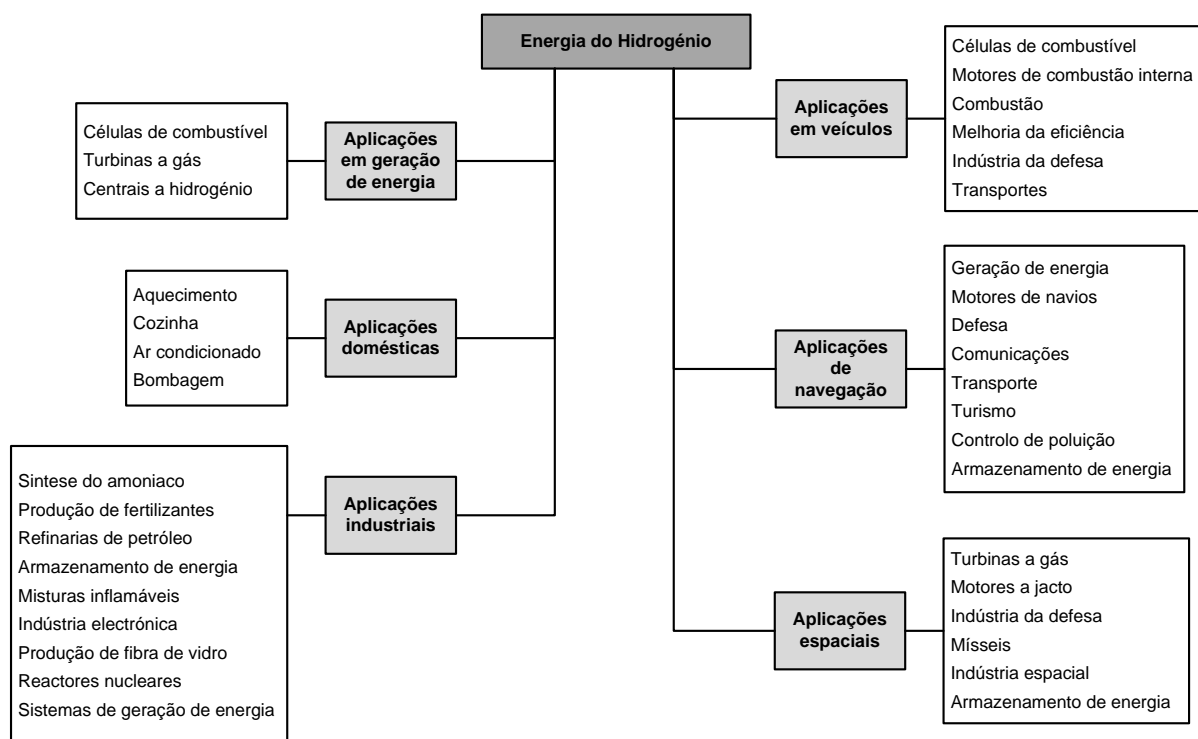 Energia do Hidrogénio
Células de combustível
Turbinas a gás
Centrais a hidrogénio
Aplicações
em geração
de energia
Aquecimento
Cozinha
Ar condicionado
Bombagem
Aplicações
domésticas
Sintese do amoniaco
Produção de fertilizantes
Refinarias de petróleo
Armazenamento de energia
Misturas inflamáveis
Indústria electrónica
Produção de fibra de vidro
Reactores nucleares
Sistemas de geração de energia
Aplicações
industriais
Aplicações
em veículos
Células de combustível
Motores de combustão interna
Combustão
Melhoria da eficiência
Indústria da defesa
Transportes
Aplicações
de
navegação
Geração de energia
Motores de navios
Defesa
Comunicações
Transporte
Turismo
Controlo de poluição
Armazenamento de energia
Aplicações
espaciais
Turbinas a gás
Motores a jacto
Indústria da defesa
Mísseis
Indústria espacial
Armazenamento de energia